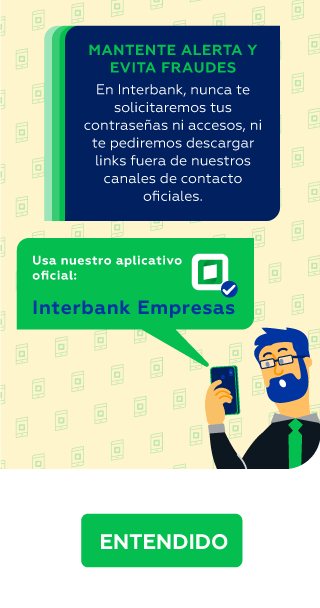 MANTENTE ALERTA Y
EVITA FRAUDES
En Interbank, nunca te
solicitaremos tus
contraseñas ni accesos, ni
te pediremos descargar
links fuera de nuestros
canales de contacto
oficiales.
Usa nuestro aplicativo
oficial:
Interbank Empresas
ENTENDIDO